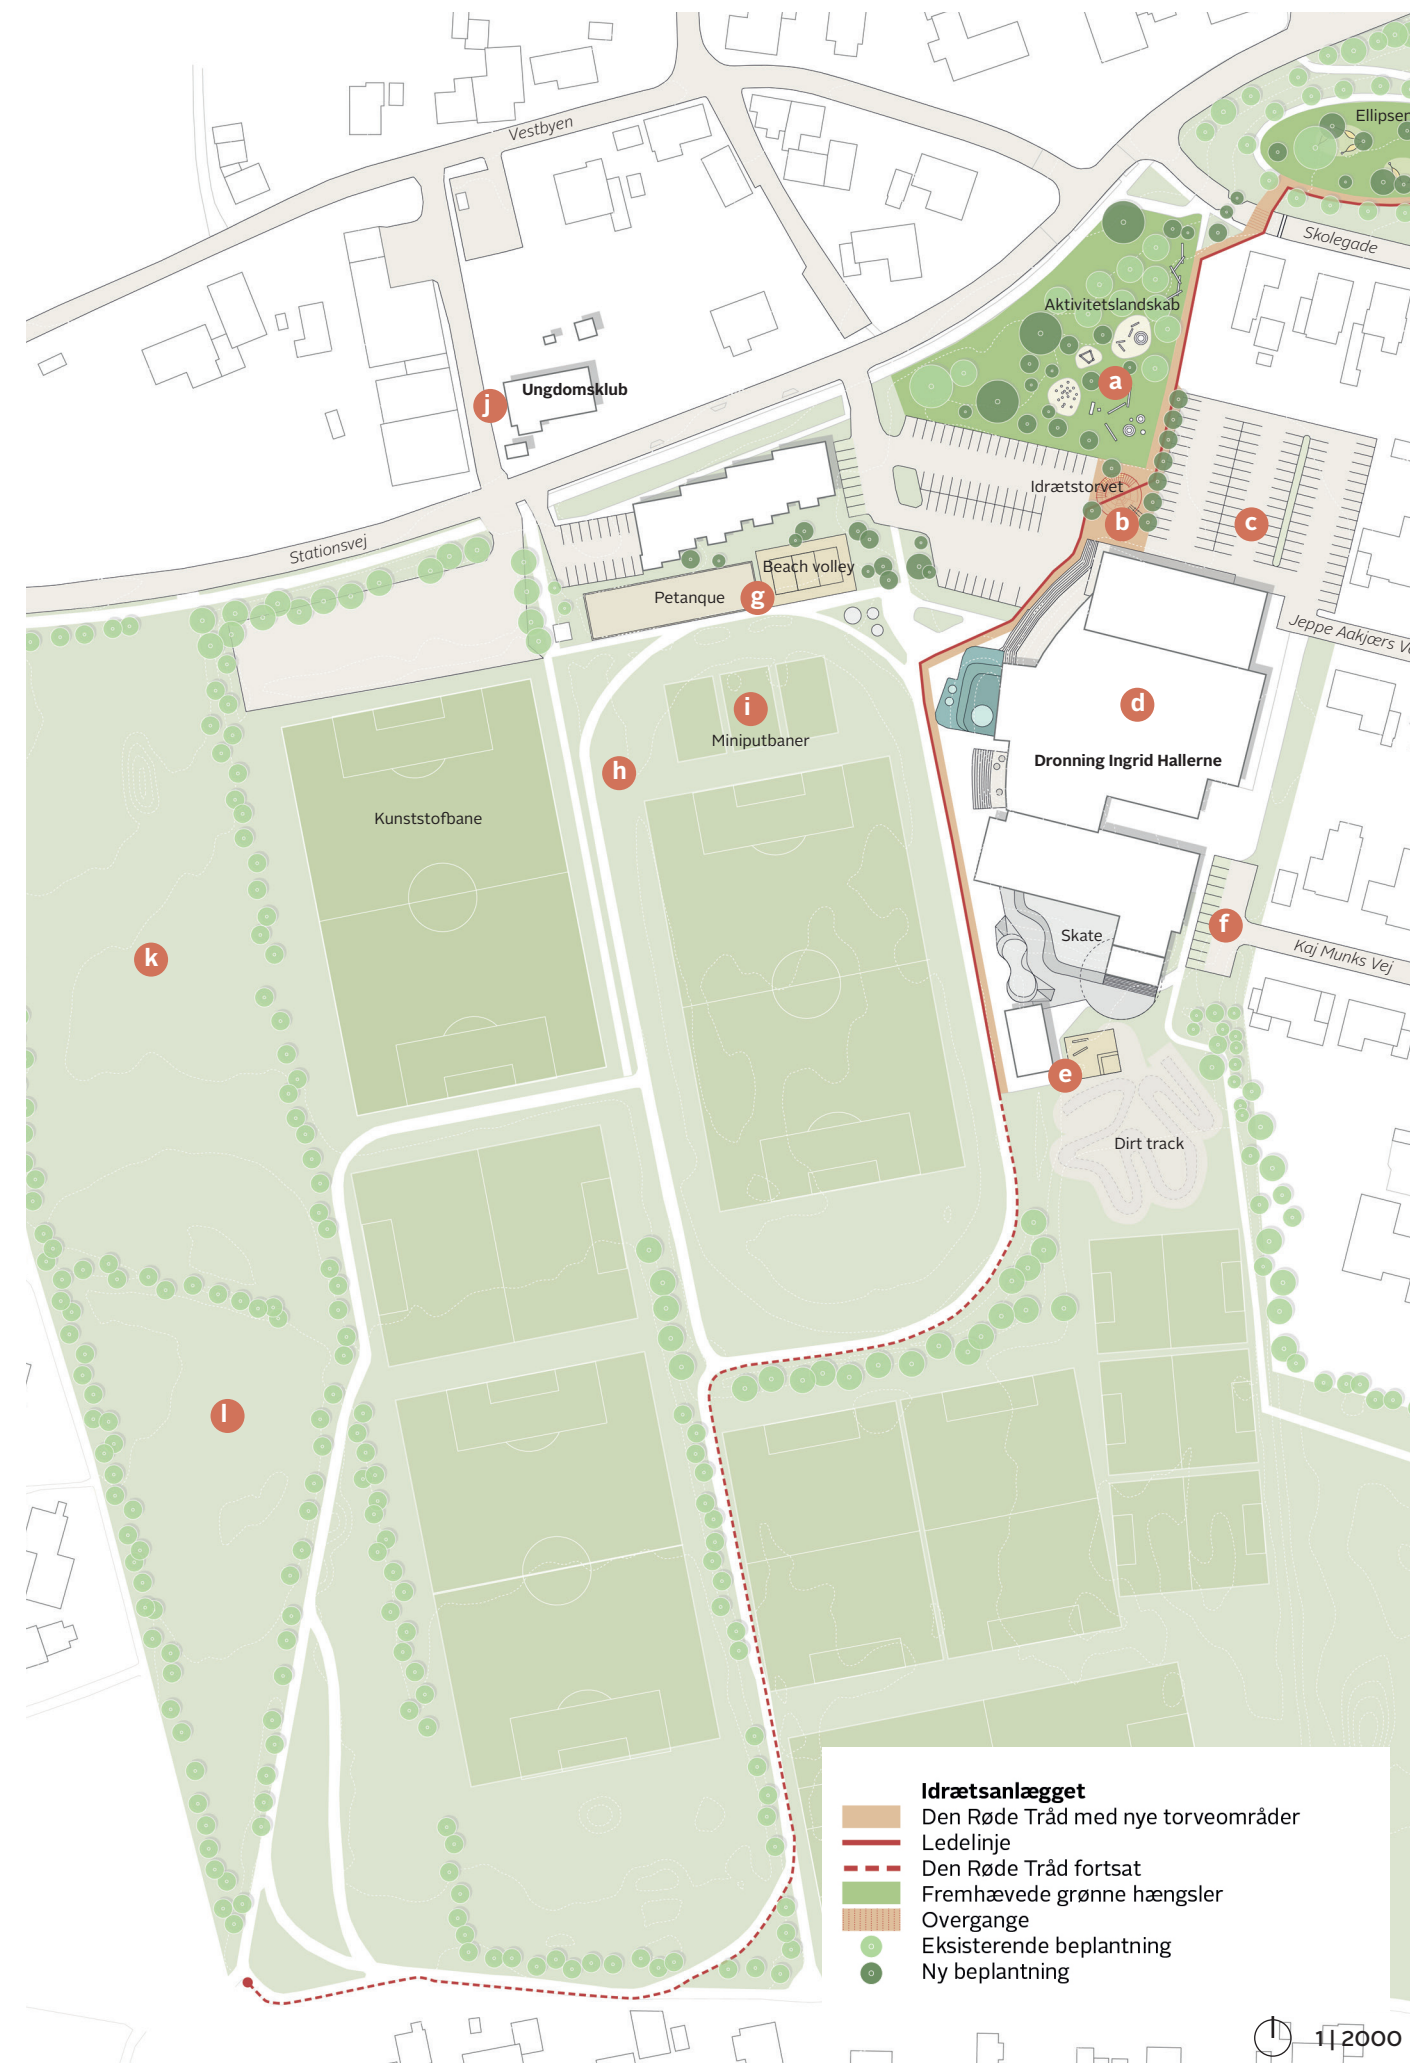 Ellipsen
Vestbyen
Skolegade
Aktivitetslandskab
a
Ungdomsklub
j
Idrætstorvet
b
c
Stationsvej
Beach volley
Petanque
g
Jeppe Aakjærs V
i
d
Miniputbaner
Dronning Ingrid Hallerne
h
Kunststofbane
f
Skate
k
Kaj Munks Vej
e
Dirt track
l
Idrætsanlægget
Den Røde Tråd med nye torveområder
Ledelinje
Den Røde Tråd fortsat
Fremhævede grønne hængsler
Overgange
Eksisterende beplantning
Ny beplantning
1|2000